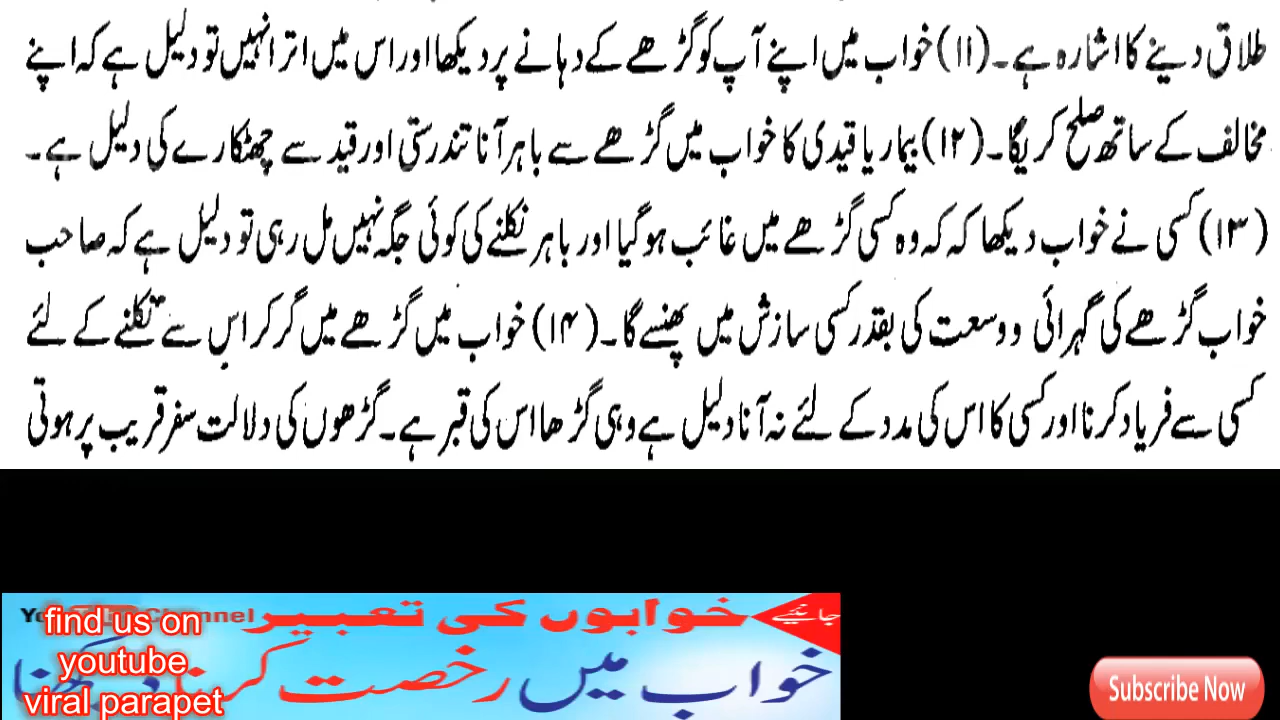 طلاق دینے کا اشارہ ہے۔ (۱۱) خواب میں اپنے آپ کو گڑھے کے دہانے پر دیکھا اور اس میں اترا نہیں تو دلیل ہے کہ اپنے
مخالف کے ساتھ صلح کریگا۔ (۱۲) بیمار یا قیدی کا خواب میں گڑھے سے باہر آنا تندرستی اور قید سے چھٹکارے کی دلیل ہے۔
(۱۳) کسی نے خواب دیکھا کہ کہ وہ کسی گڑھے میں غائب ہو گیا اور باہر نکلنے کی کوئی جگہ نہیں مل رہی تو دلیل ہے کہ صاحب
خواب گڑھے کی گہرائی و وسعت کی بقدر کسی سازش میں پھنسے گا۔ (۱۴) خواب میں گڑھے میں گر کر اس سے نکلنے کے لئے
کسی سے فریاد کرنا اور کسی کا اس کی مدد کے لئے نہ آنا دلیل ہے وہی گڑھا اس کی قبر ہے۔ گڑھوں کی دلالت سفر قریب پر ہوتی
جانیئے خوابوں کی تعبیر
خواب میں رخصت کرنا دیکھنا
find us on
youtube
viral parapet
Subscribe Now